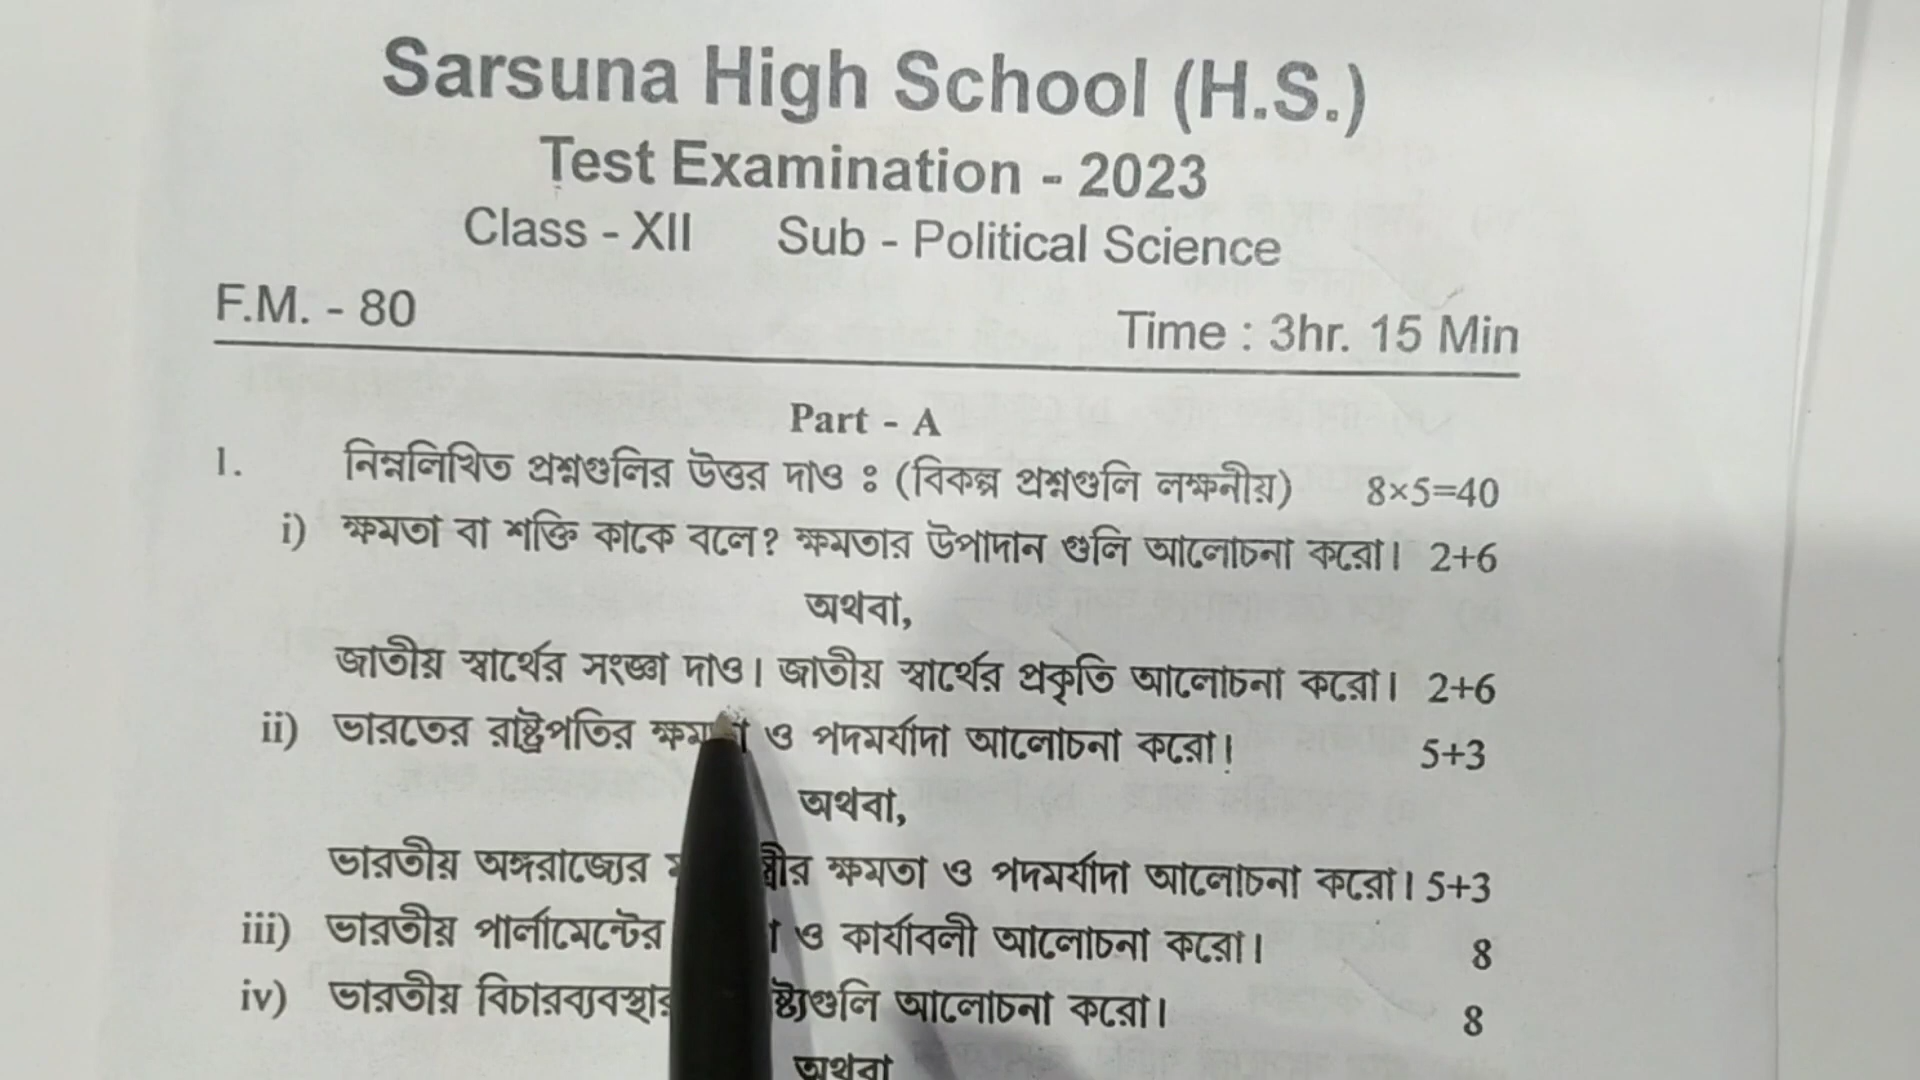 Sarsuna High School (H.S.)
Test Examination - 2023
Class - XII Sub - Political Science
F.M. - 80 Time : 3hr. 15 Min
Part - A
1. নিম্নলিখিত প্রশ্নগুলির উত্তর দাও ঃ (বিকল্প প্রশ্নগুলি লক্ষনীয়) 8×5=40
i) ক্ষমতা বা শক্তি কাকে বলে? ক্ষমতার উপাদান গুলি আলোচনা করো। 2+6
অথবা,
জাতীয় স্বার্থের সংজ্ঞা দাও। জাতীয় স্বার্থের প্রকৃতি আলোচনা করো। 2+6
ii) ভারতের রাষ্ট্রপতির ও পদমর্যাদা আলোচনা করো। 5+3
অথবা,
ভারতীয় অঙ্গরাজ্যের ক্ষমতা ও পদমর্যাদা আলোচনা করো। 5+3
iii) ভারতীয় পার্লামেন্টের ও কার্যাবলী আলোচনা করো। 8
iv) ভারতীয় বিচারব্যবস্থার আলোচনা করো। 8
অথবা